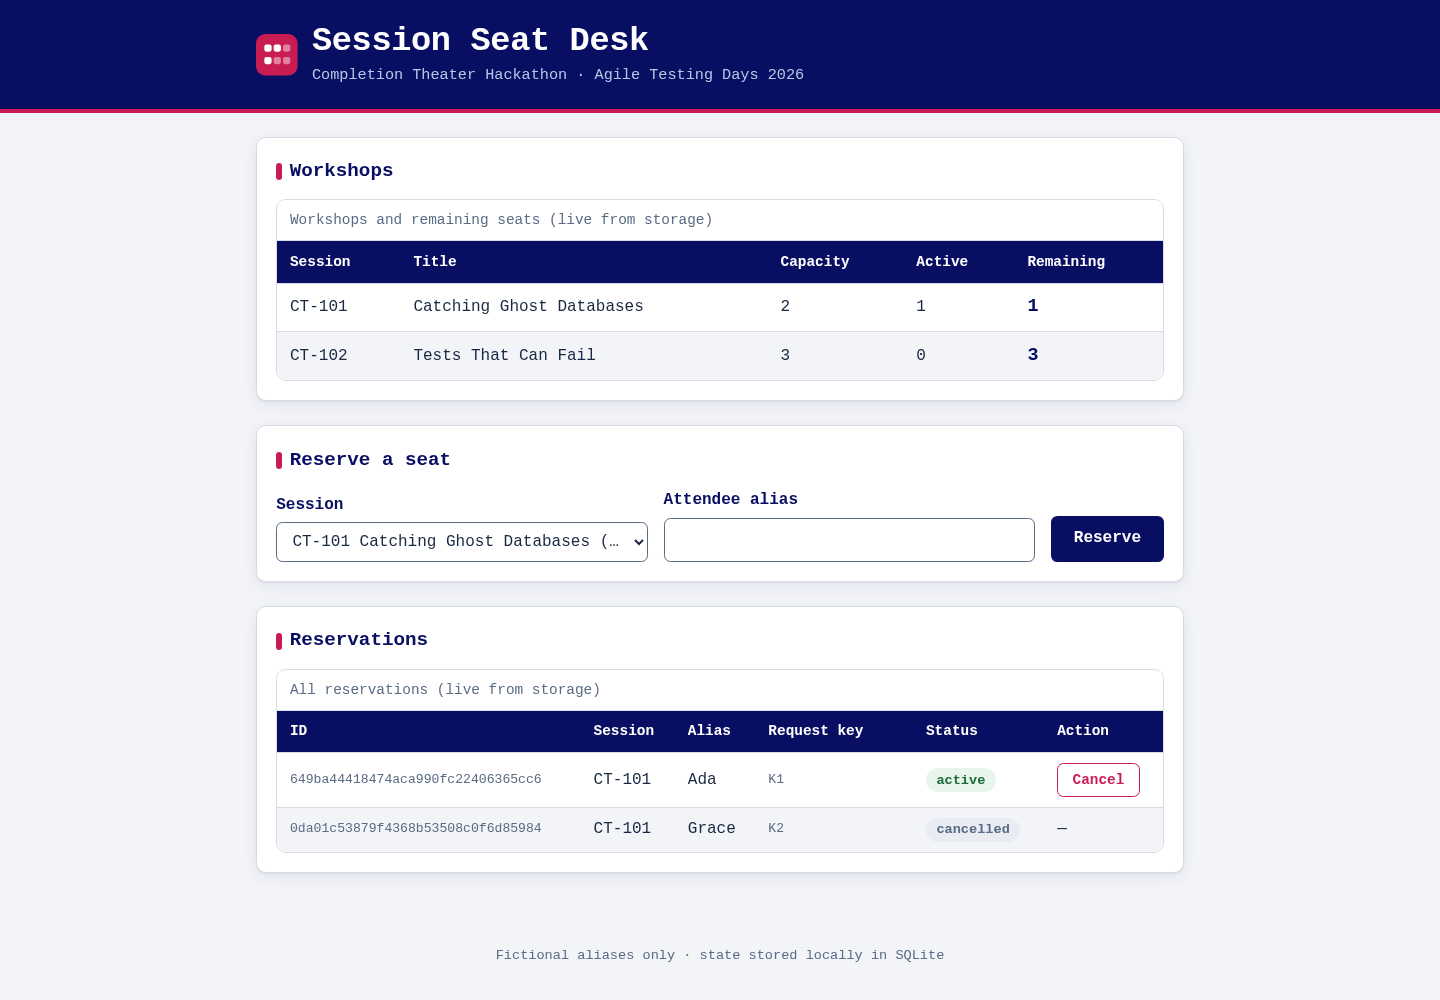 Session Seat Desk
Completion Theater Hackathon · Agile Testing Days 2026
Workshops
Workshops and remaining seats (live from storage)
Session Title Capacity Active Remaining
CT-101 Catching Ghost Databases 2 1 1
CT-102 Tests That Can Fail 3 0 3
Reserve a seat
Session Attendee alias
CT-101 Catching Ghost Databases (… Reserve
Reservations
All reservations (live from storage)
ID Session Alias Request key Status Action
649ba44418474aca990fc22406365cc6 CT-101 Ada K1 active Cancel
0da01c53879f4368b53508c0f6d85984 CT-101 Grace K2 cancelled —
Fictional aliases only · state stored locally in SQLite